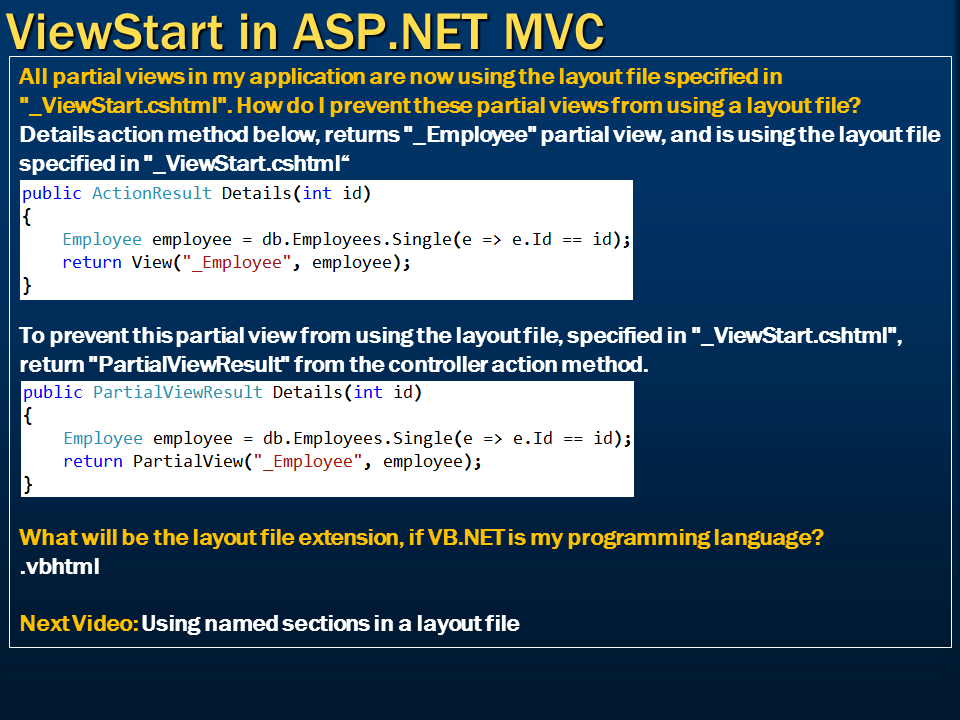 ViewStart in ASP.NET MVC
All partial views in my application are now using the layout file specified in
"_ViewStart.cshtml". How do I prevent these partial views from using a layout file?
Details action method below, returns "_Employee" partial view, and is using the layout file
specified in "_ViewStart.cshtml“
public ActionResult Details(int id)
{
    Employee employee = db.Employees.Single(e => e.Id == id);
    return View("_Employee", employee);
}
To prevent this partial view from using the layout file, specified in "_ViewStart.cshtml",
return "PartialViewResult" from the controller action method.
public PartialViewResult Details(int id)
{
    Employee employee = db.Employees.Single(e => e.Id == id);
    return PartialView("_Employee", employee);
}
What will be the layout file extension, if VB.NET is my programming language?
.vbhtml
Next Video: Using named sections in a layout file